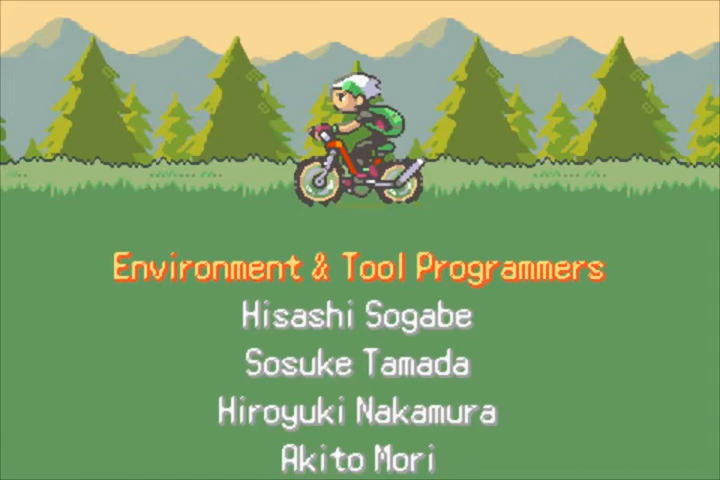 Environment & Tool Programmers
Hisashi Sogabe
Sosuke Tamada
Hiroyuki Nakamura
Akito Mori